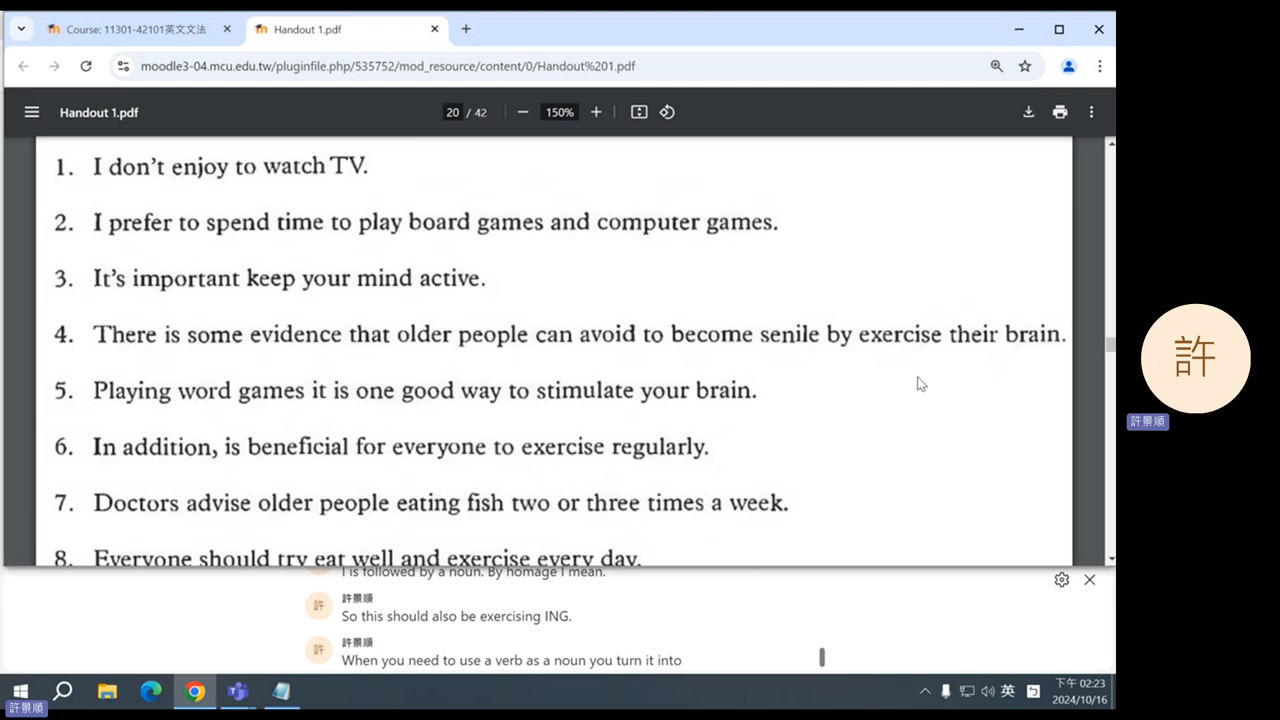 Course: 11301-42101英文文法
Handout 1.pdf
moodle3-04.mcu.edu.tw/pluginfile.php/535752/mod_resource/content/0/Handout%201.pdf
Handout 1.pdf
20 / 42
150%
1. I don't enjoy to watch TV.
2. I prefer to spend time to play board games and computer games.
3. It's important keep your mind active.
4. There is some evidence that older people can avoid to become senile by exercise their brain.
5. Playing word games it is one good way to stimulate your brain.
6. In addition, is beneficial for everyone to exercise regularly.
7. Doctors advise older people eating fish two or three times a week.
8. Everyone should try eat well and exercise every day.
I is followed by a noun. By homage I mean.
許
許景順
So this should also be exercising ING.
許
許景順
When you need to use a verb as a noun you turn it into
許
許景順
英
下午 02:23
2024/10/16
許景順